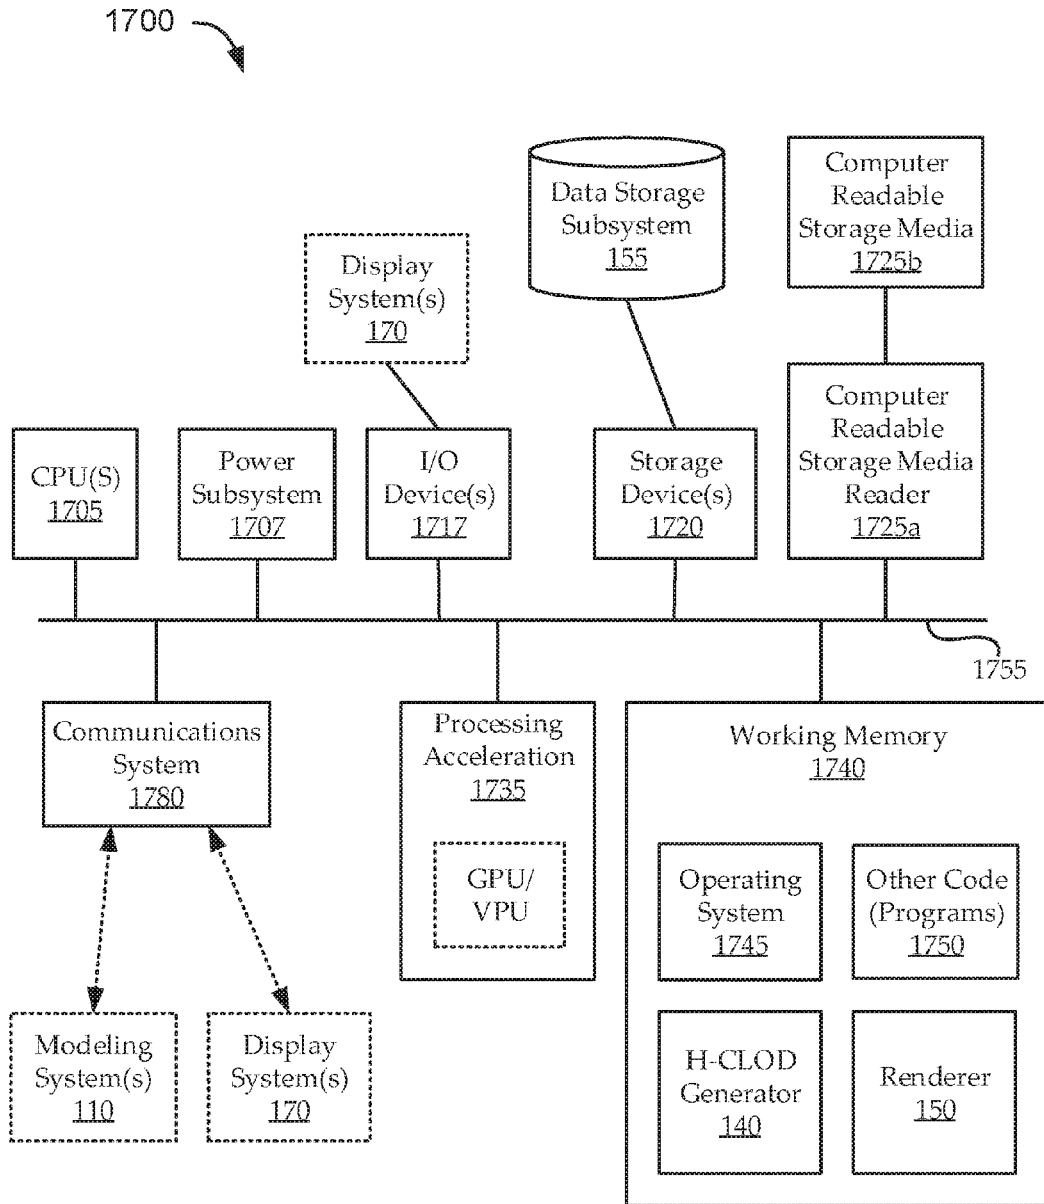 1700
Data Storage
Subsystem
155
Computer
Readable
Storage Media
1725b
Display
System(s)
170
CPU(S)
1705
Power
Subsystem
1707
I/O
Device(s)
1717
Storage
Device(s)
1720
Computer
Readable
Storage Media
Reader
1725a
1755
Communications
System
1780
Processing
Acceleration
1735
GPU/
VPU
Working Memory
1740
Operating
System
1745
Other Code
(Programs)
1750
Modeling
System(s)
110
Display
System(s)
170
H-CLOD
Generator
140
Renderer
150